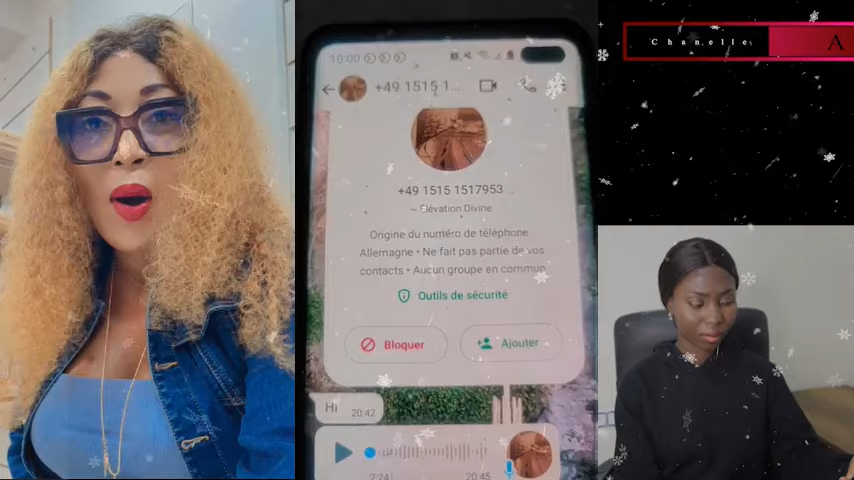 10:00
+49 1515 1...
+49 1515 1517953
~ Élévation Divine
Origine du numéro de téléphone
Allemagne • Ne fait pas partie de vos
contacts • Aucun groupe en commun
Outils de sécurité
Bloquer
Ajouter
Hi
20:42
2:24
20:45
Chanelle
A